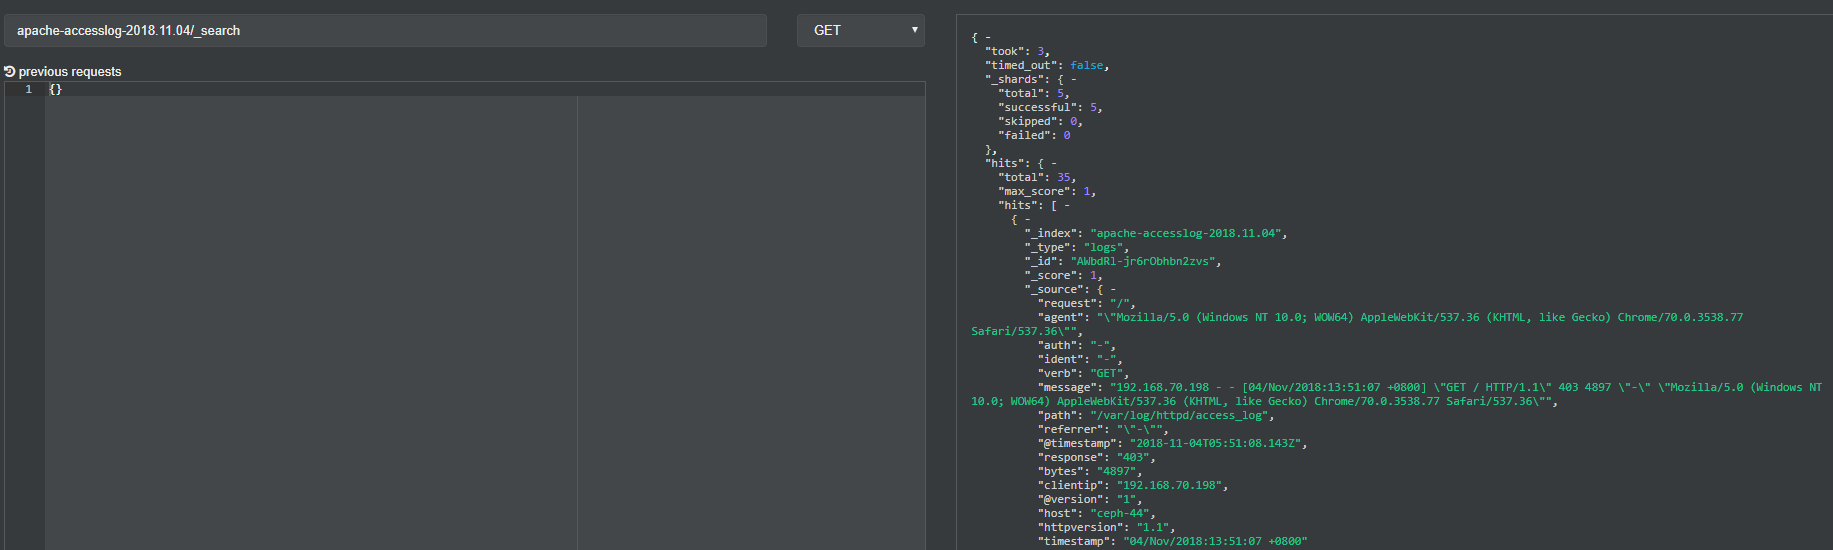 apache-accesslog-2018.11.04/_search
GET
previous requests
1 {}
{ -
"took": 3,
"timed_out": false,
"_shards": { -
"total": 5,
"successful": 5,
"skipped": 0,
"failed": 0
},
"hits": { -
"total": 35,
"max_score": 1,
"hits": [ -
{ -
"_index": "apache-accesslog-2018.11.04",
"_type": "logs",
"_id": "AWbdRl-jr6rObhbn2zvs",
"_score": 1,
"_source": { -
"request": "/",
"agent": "\"Mozilla/5.0 (Windows NT 10.0; WOW64) AppleWebKit/537.36 (KHTML, like Gecko) Chrome/70.0.3538.77
Safari/537.36\"",
"auth": "-",
"ident": "-",
"verb": "GET",
"message": "192.168.70.198 - - [04/Nov/2018:13:51:07 +0800] \"GET / HTTP/1.1\" 403 4897 \"-\" \"Mozilla/5.0 (Windows NT
10.0; WOW64) AppleWebKit/537.36 (KHTML, like Gecko) Chrome/70.0.3538.77 Safari/537.36\"",
"path": "/var/log/httpd/access_log",
"referrer": "\"-\"",
"@timestamp": "2018-11-04T05:51:08.143Z",
"response": "403",
"bytes": "4897",
"clientip": "192.168.70.198",
"@version": "1",
"host": "ceph-44",
"httpversion": "1.1",
"timestamp": "04/Nov/2018:13:51:07 +0800"